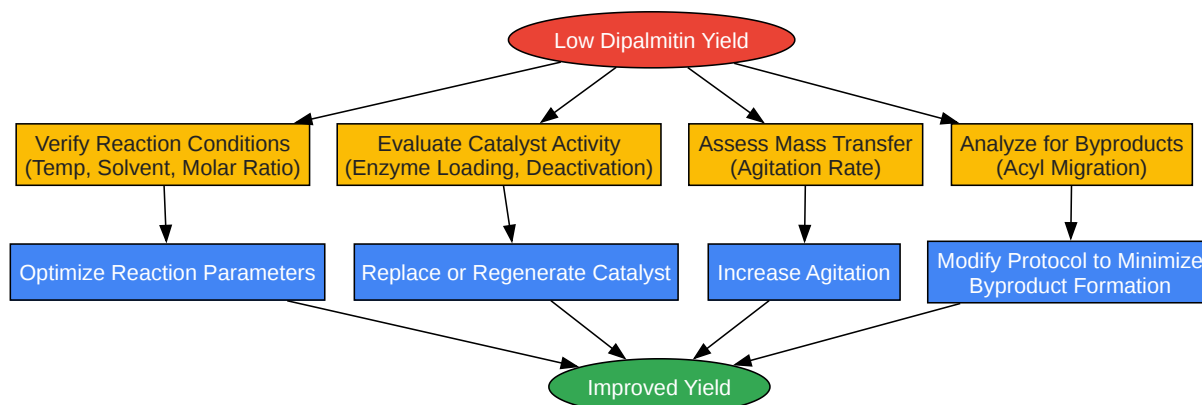 Low Dipalmitin Yield
Verify Reaction Conditions
(Temp, Solvent, Molar Ratio)
Evaluate Catalyst Activity
(Enzyme Loading, Deactivation)
Assess Mass Transfer
(Agitation Rate)
Analyze for Byproducts
(Acyl Migration)
Optimize Reaction Parameters
Replace or Regenerate Catalyst
Increase Agitation
Modify Protocol to Minimize
Byproduct Formation
Improved Yield